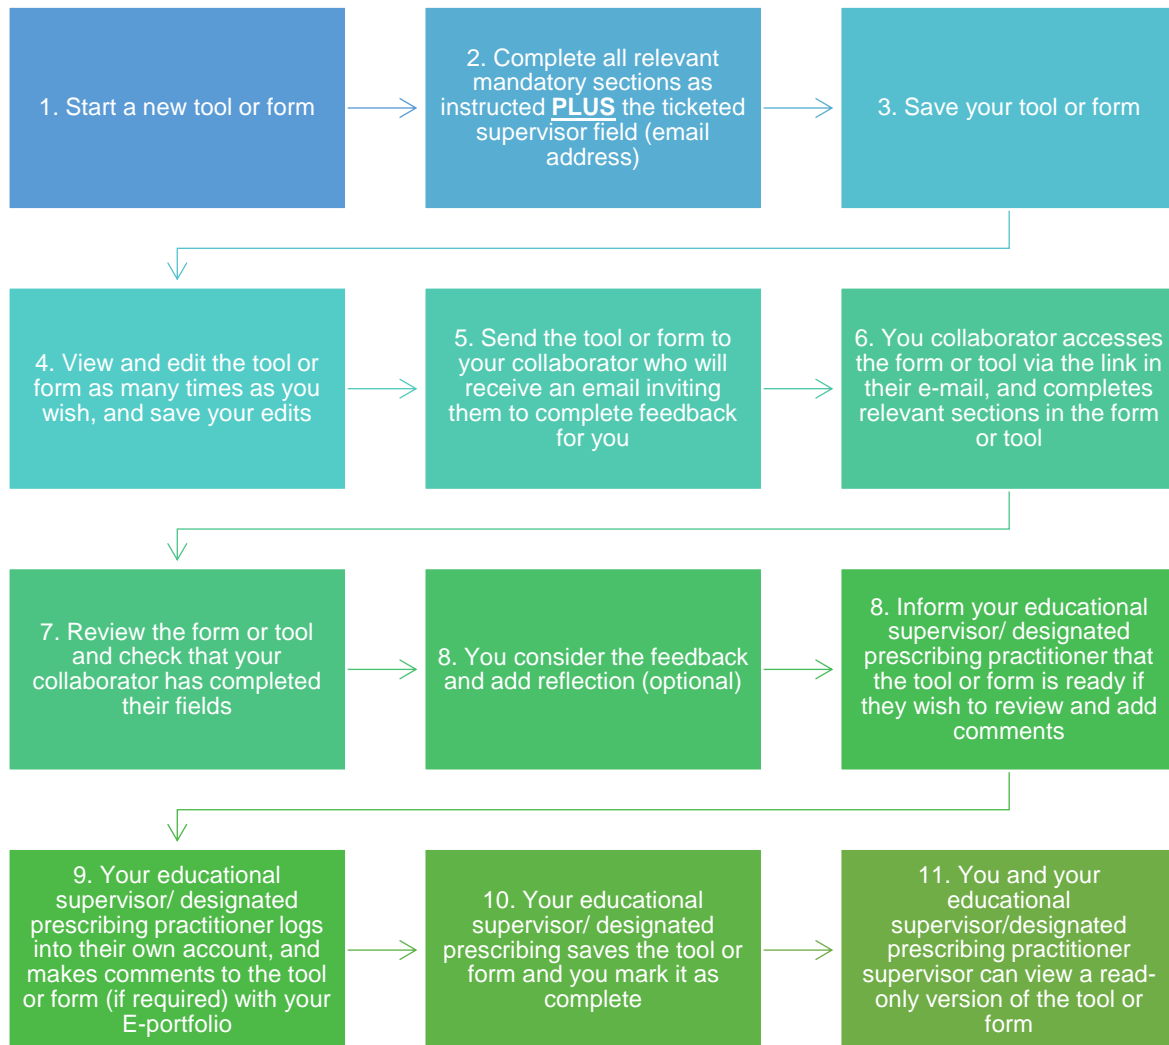 1. Start a new tool or form
2. Complete all relevant
mandatory sections as
instructed PLUS the ticketed
supervisor field (email
address)
3. Save your tool or form
4. View and edit the tool or
form as many times as you
wish, and save your edits
5. Send the tool or form to
your collaborator who will
receive an email inviting
them to complete feedback
for you
6. You collaborator accesses
the form or tool via the link in
their e-mail, and completes
relevant sections in the form
or tool
7. Review the form or tool
and check that your
collaborator has completed
their fields
8. You consider the feedback
and add reflection (optional)
8. Inform your educational
supervisor/ designated
prescribing practitioner that
the tool or form is ready if
they wish to review and add
comments
9. Your educational
supervisor/ designated
prescribing practitioner logs
into their own account, and
makes comments to the tool
or form (if required) with your
E-portfolio
10. Your educational
supervisor/ designated
prescribing saves the tool or
form and you mark it as
complete
11. You and your
educational
supervisor/designated
prescribing practitioner
supervisor can view a read-
only version of the tool or
form